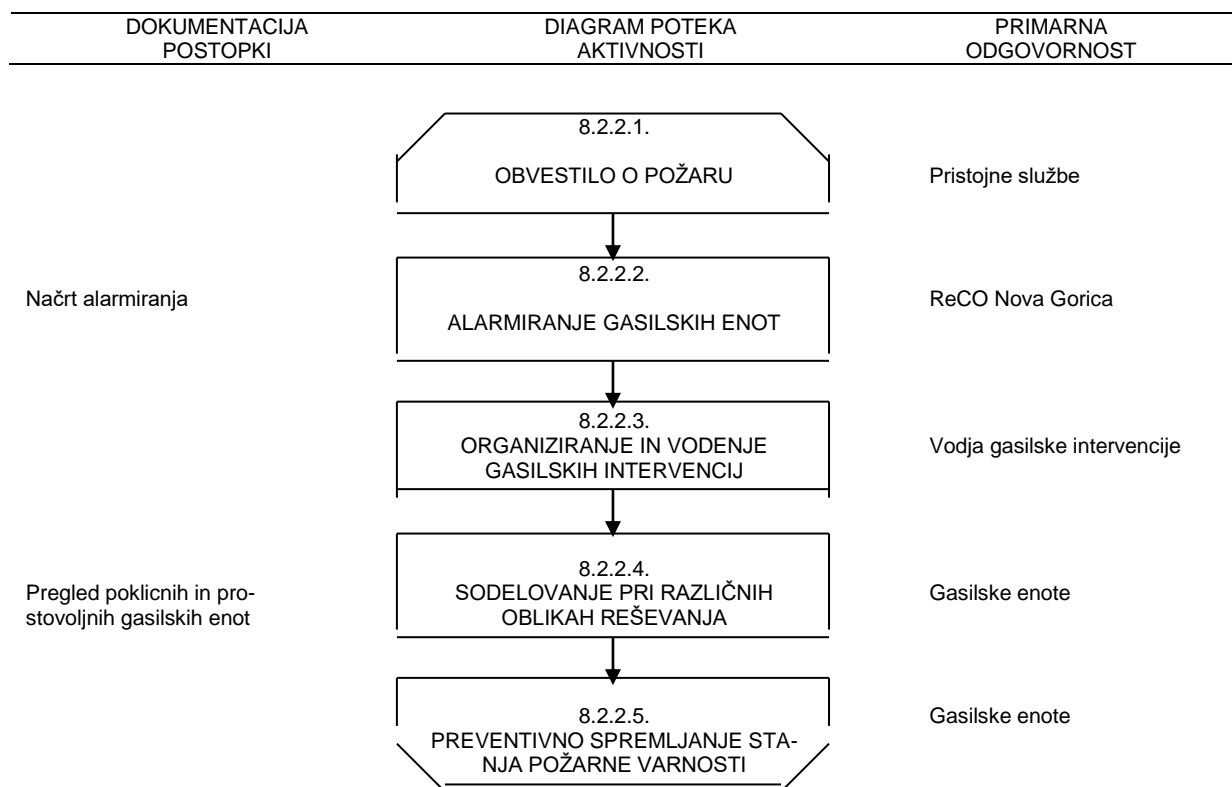 DOKUMENTACIJA
POSTOPKI
DIAGRAM POTEKA
AKTIVNOSTI
PRIMARNA
ODGOVORNOST
8.2.2.1.
OBVESTILO O POŽARU
Pristojne službe
8.2.2.2.
Načrt alarmiranja
ALARMIRANJE GASILSKIH ENOT
ReCO Nova Gorica
8.2.2.3.
ORGANIZIRANJE IN VODENJE
GASILSKIH INTERVENCIJ
Vodja gasilske intervencije
Pregled poklicnih in pro-
stovoljnih gasilskih enot
8.2.2.4.
SODELOVANJE PRI RAZLIČNIH
OBLIKAH REŠEVANJA
Gasilske enote
8.2.2.5.
PREVENTIVNO SPREMLJANJE STA-
NJA POŽARNE VARNOSTI
Gasilske enote